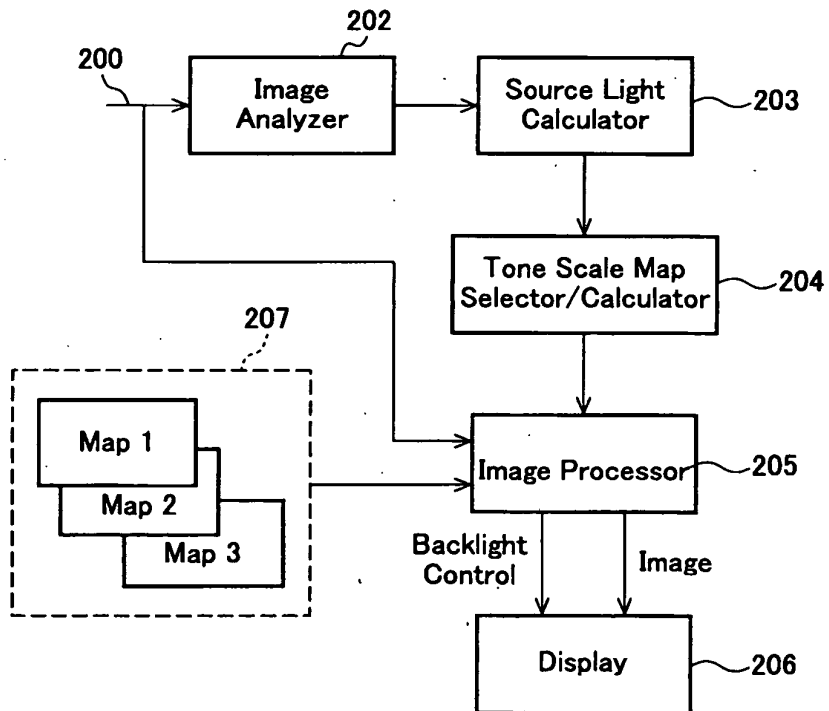 202
200
Image
Analyzer
Source Light
Calculator
203
Tone Scale Map
Selector/Calculator
204
207
Map 1
Map 2
Map 3
Image Processor
205
Backlight
Control
Image
Display
206